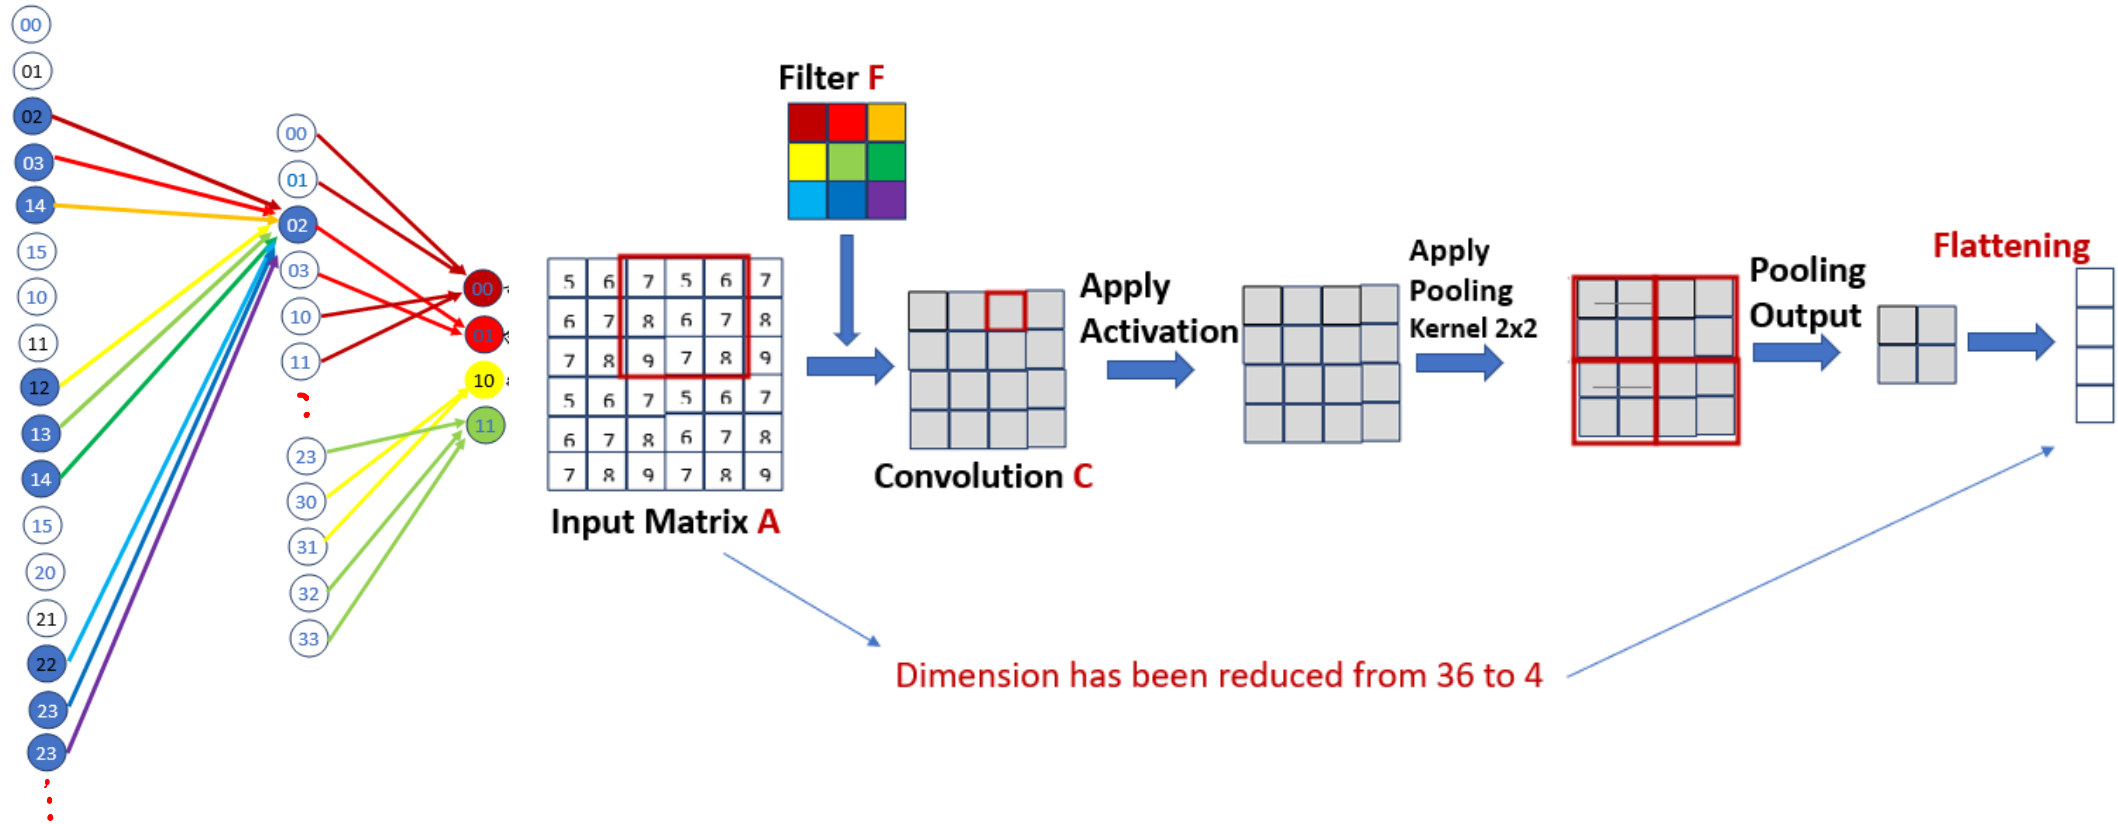 00
01
02
03
14
15
10
11
12
13
14
15
20
21
22
23
23
00
01
02
03
10
11
23
30
31
32
33
00
01
10
11
5 6 7 5 6 7
6 7 8 6 7 8
7 8 9 7 8 9
5 6 7 5 6 7
6 7 8 6 7 8
7 8 9 7 8 9
Input Matrix A
Filter F
Convolution C
Apply
Activation
Apply
Pooling
Kernel 2x2
Pooling
Output
Flattening
Dimension has been reduced from 36 to 4